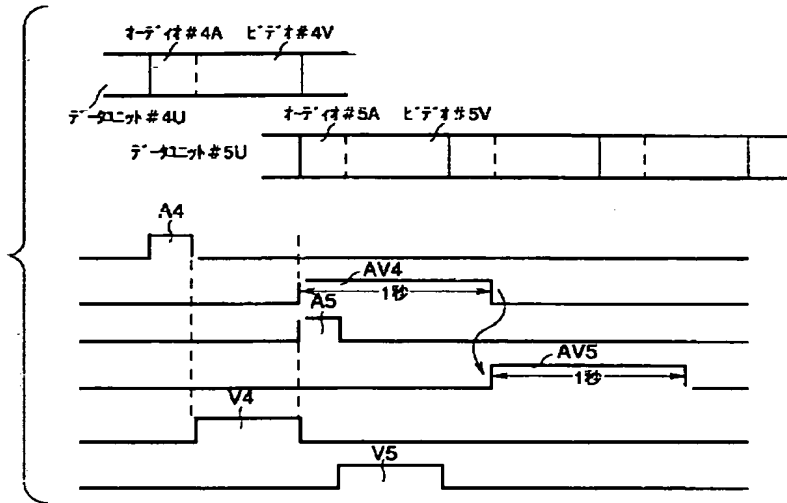 オーディオ#4A ビデオ#4V
データユニット#4U
オーディオ#5A ビデオ#5V
データユニット#5U
A4
AV4
1秒
A5
AV5
1秒
V4
V5